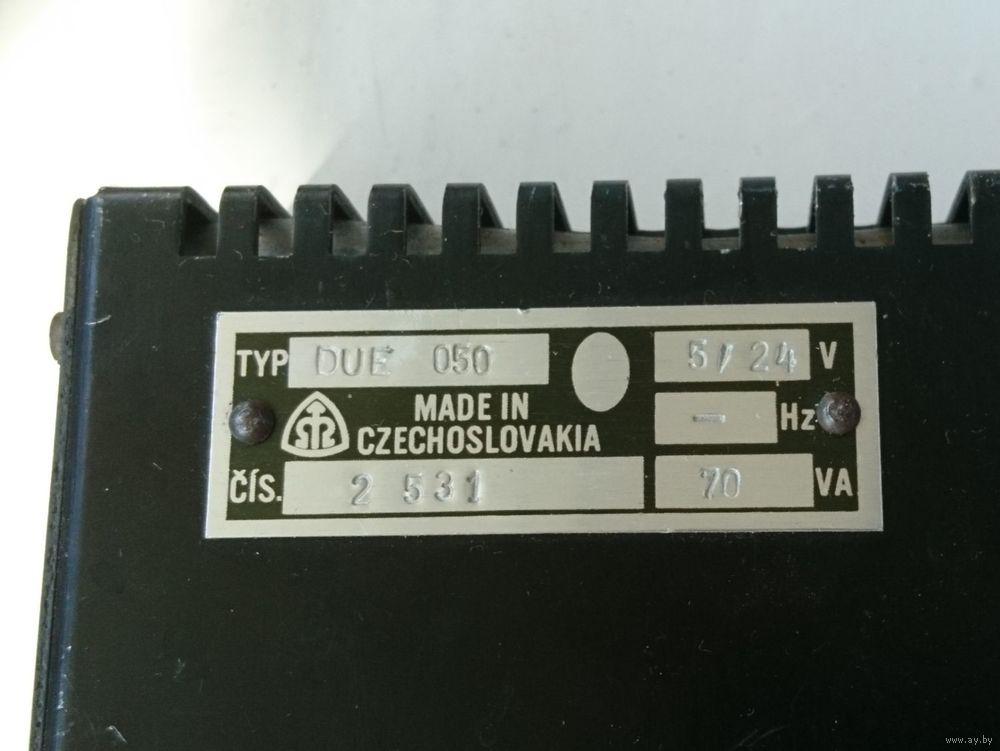 TYP DUE 050 5/24 V
MADE IN
CZECHOSLOVAKIA
- Hz
ČÍS. 2 531 70 VA
www.ay.by